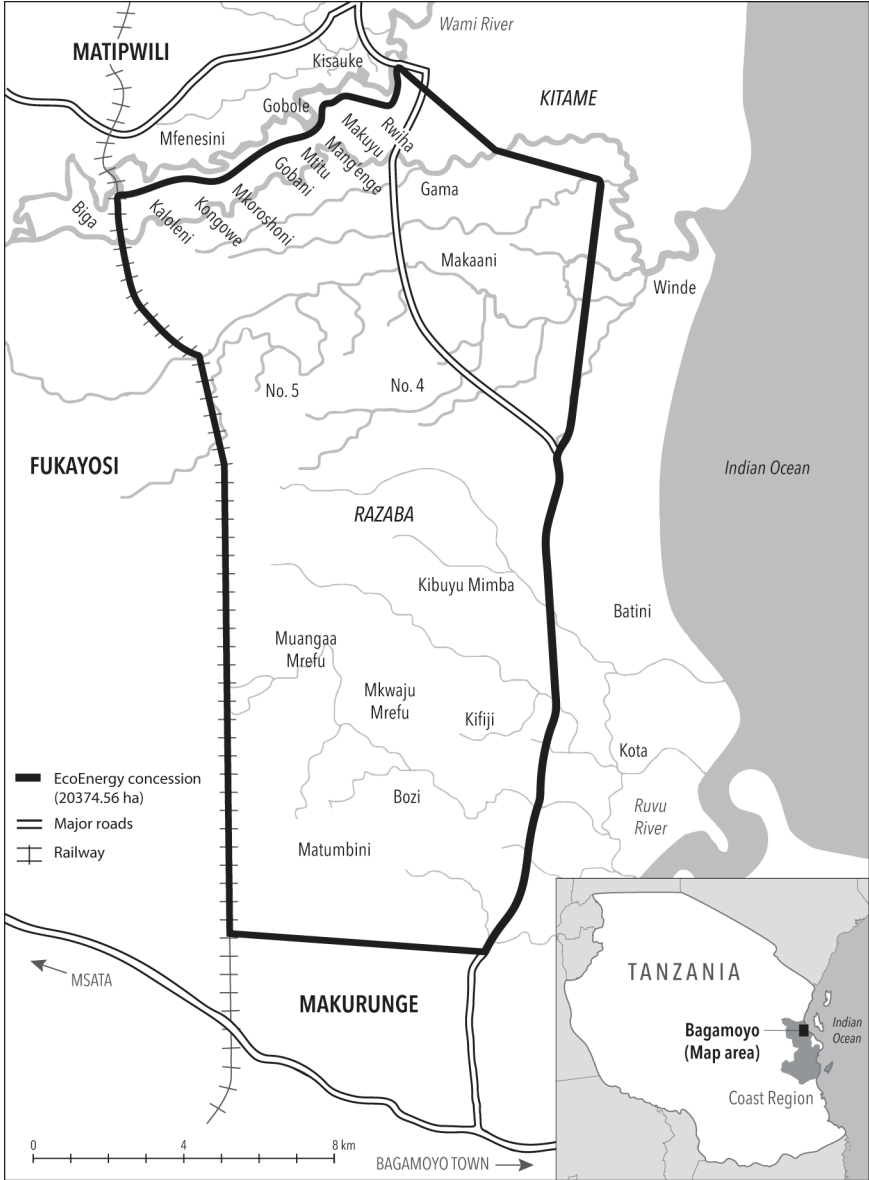 Wami River
MATIPWILI
Kisauke
KITAME
Gobole
Mfenesini
Makuyu
Rwiha
Mang'enge
Mtitu
Gobani
Gama
Mkoroshoni
Kongowe
Kaloleni
Biga
Makaani
Winde
No. 5
No. 4
FUKAYOSI
Indian Ocean
RAZABA
Kibuyu Mimba
Batini
Muangaa
Mrefu
Mkwaju
Mrefu
Kifiji
Kota
EcoEnergy concession
(20374.56 ha)
Major roads
Railway
Bozi
Ruvu
River
Matumbini
MSATA
MAKURUNGE
TANZANIA
Bagamoyo
(Map area)
Indian
Ocean
Coast Region
0 4 8 km
BAGAMOYO TOWN